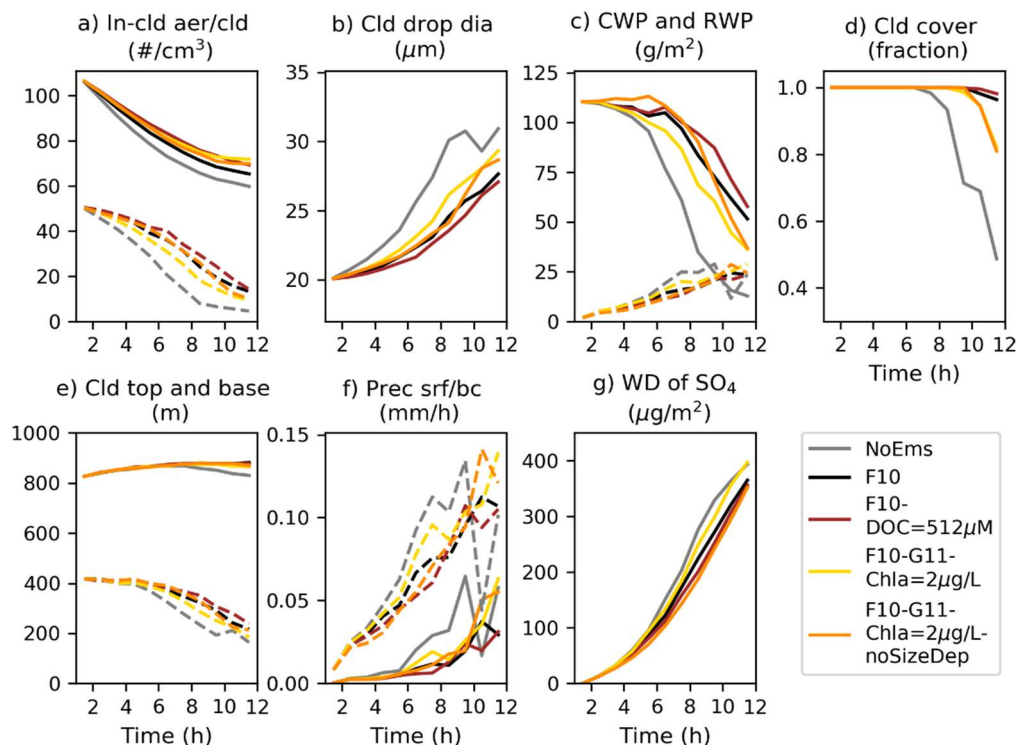 a) In-cld aer/cld
(#/cm³)
b) Cld drop dia
(μm)
c) CWP and RWP
(g/m²)
d) Cld cover
(fraction)
100
80
60
40
20
0
2 4 6 8 10 12
35
30
25
20
2 4 6 8 10 12
125
100
75
50
25
0
2 4 6 8 10 12
1.0
0.8
0.6
0.4
2 4 6 8 10 12
Time (h)
e) Cld top and base
(m)
f) Prec srf/bc
(mm/h)
g) WD of SO₄
(μg/m²)
1000
800
600
400
200
0
2 4 6 8 10 12
Time (h)
0.15
0.10
0.05
0.00
2 4 6 8 10 12
Time (h)
400
300
200
100
0
2 4 6 8 10 12
Time (h)
NoEms
F10
F10-
DOC=512μM
F10-G11-
Chla=2μg/L
F10-G11-
Chla=2μg/L-
noSizeDep